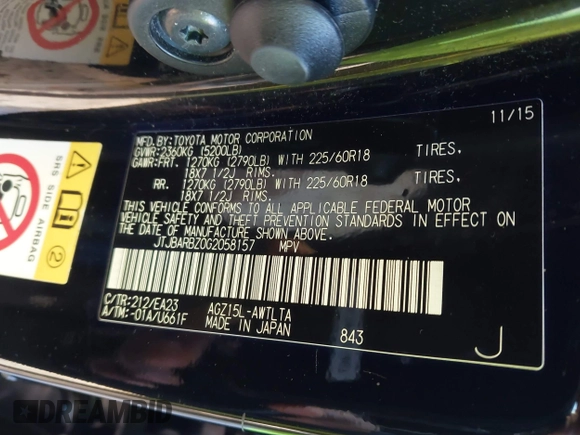 11/15
MFD.BY:TOYOTA MOTOR CORPORATION
GVWR:2360KG (5200LB)
GAWR:FRT. 1270KG (2790LB) WITH 225/60R18 TIRES,
18X7 1/2J RIMS.
RR. 1270KG (2790LB) WITH 225/60R18 TIRES,
18X7 1/2J RIMS.
THIS VEHICLE CONFORMS TO ALL APPLICABLE FEDERAL MOTOR
VEHICLE SAFETY AND THEFT PREVENTION STANDARDS IN EFFECT ON
THE DATE OF MANUFACTURE SHOWN ABOVE.
JTJBARBZ0G2058157 MPV
C/TR:212/EA23 AGZ15L-AWTLTA
A/TM:-01A/U661F MADE IN JAPAN 843
J
SRS SIDE AIRBAG
2
DREAMBID